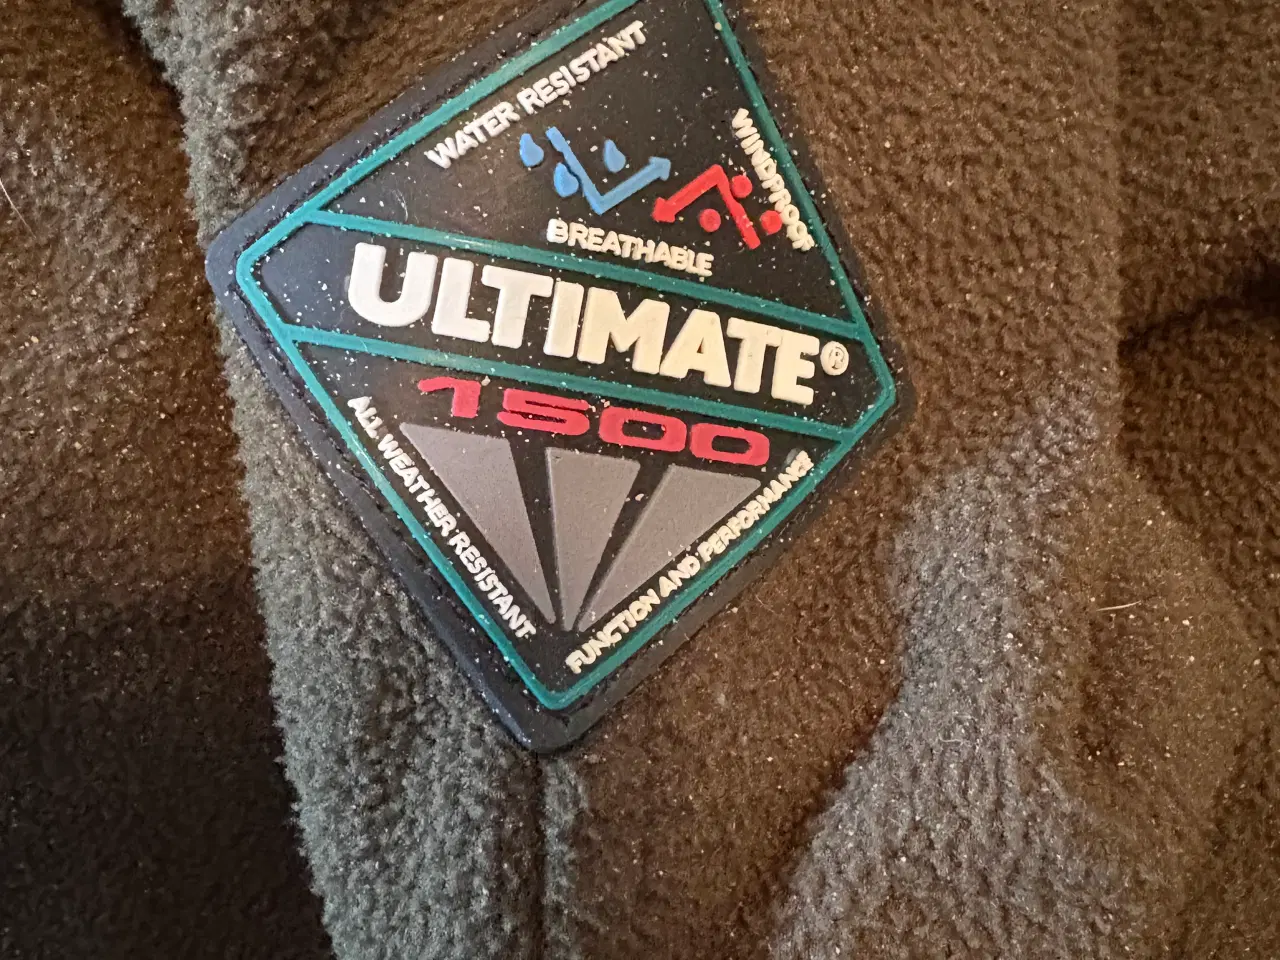 WATER RESISTANT
WINDPROOF
BREATHABLE
ULTIMATE®
1500
ALL WEATHER RESISTANT
FUNCTION AND PERFORMANCE